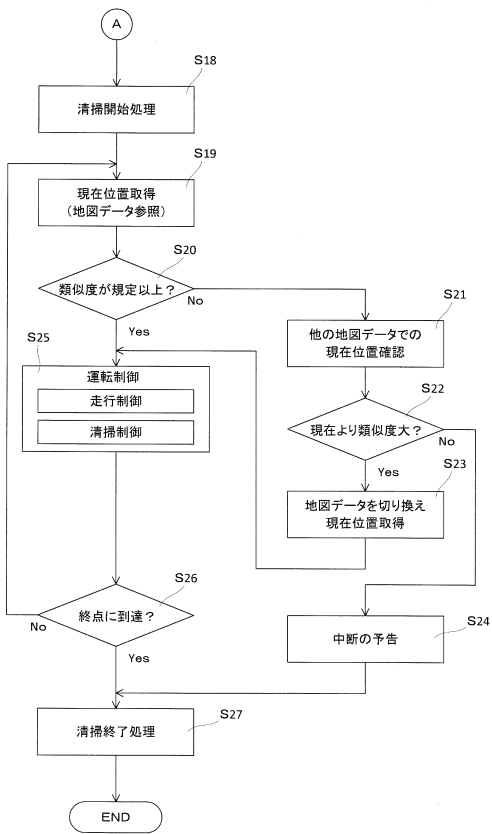 A
S18
清掃開始処理
S19
現在位置取得
(地図データ参照)
S20
類似度が規定以上?
No
Yes
S21
他の地図データでの
現在位置確認
S22
現在より類似度大?
No
Yes
S23
地図データを切り換え
現在位置取得
S25
運転制御
走行制御
清掃制御
S26
終点に到達?
No
Yes
S24
中断の予告
S27
清掃終了処理
END